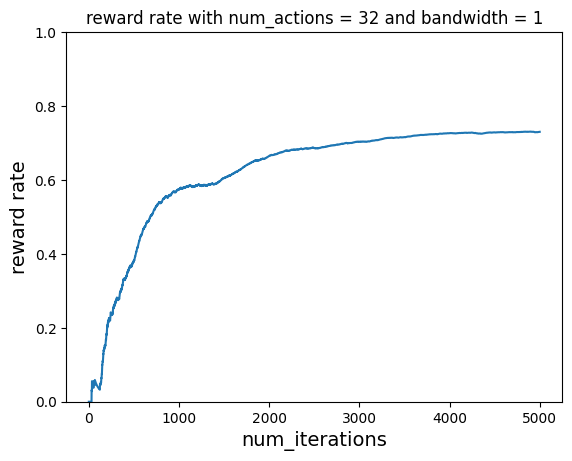 reward rate with num_actions = 32 and bandwidth = 1
1.0
0.8
0.6
0.4
0.2
0.0
reward rate
0 1000 2000 3000 4000 5000
num_iterations